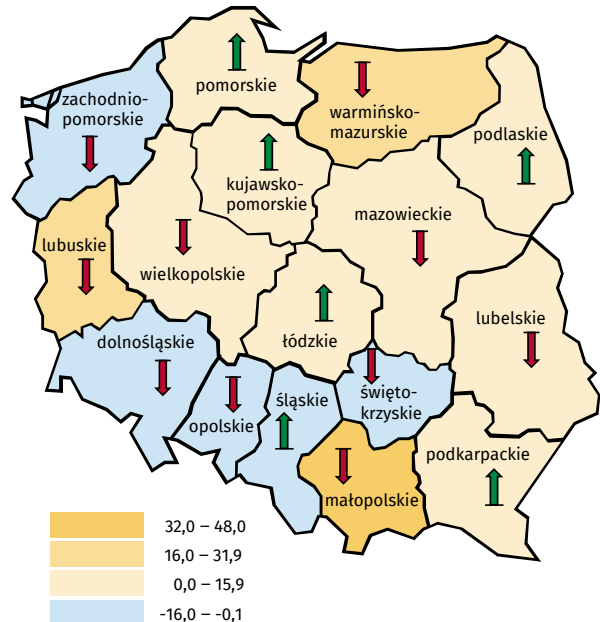 pomorskie
zachodnio-
pomorskie
warmińsko-
mazurskie
podlaskie
kujawsko-
pomorskie
mazowieckie
lubuskie
wielkopolskie
lubelskie
dolnośląskie
łódzkie
śląskie
święto-
krzyskie
opolskie
podkarpackie
małopolskie
32,0 – 48,0
16,0 – 31,9
0,0 – 15,9
-16,0 – -0,1